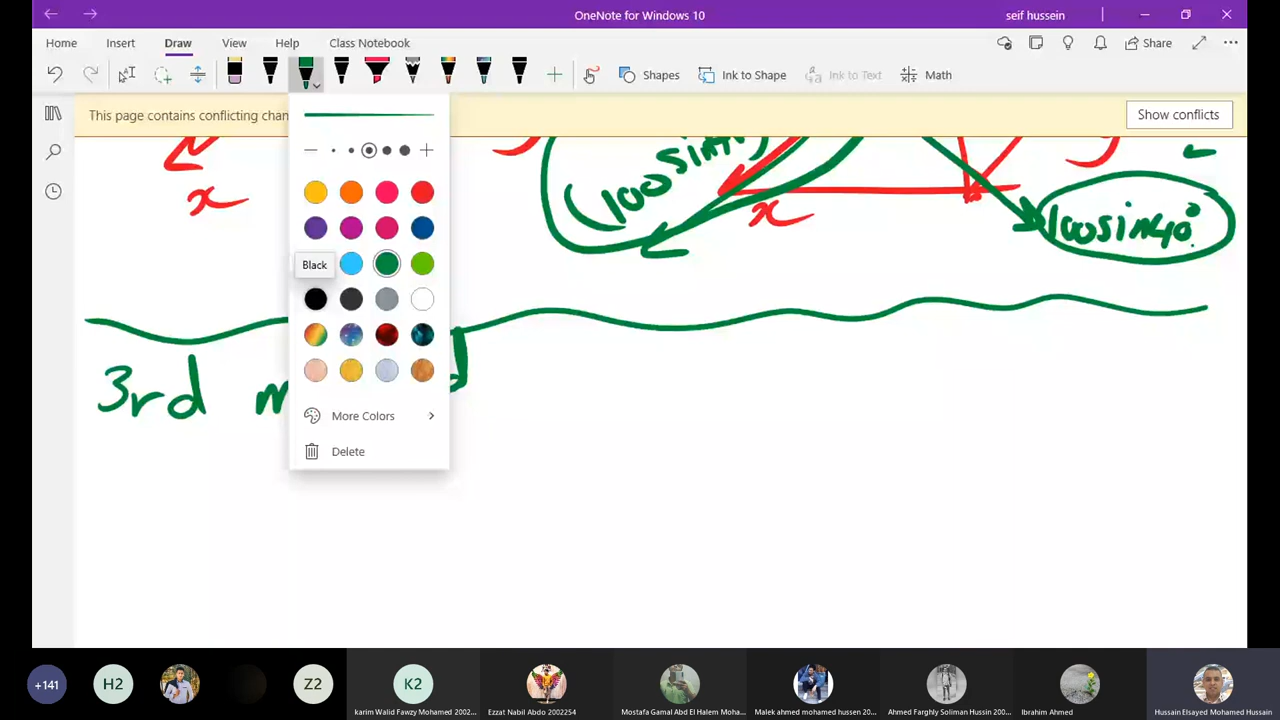 OneNote for Windows 10
seif hussein
Home Insert Draw View Help Class Notebook
Share
Shapes Ink to Shape Ink to Text Math
This page contains conflicting chan
Show conflicts
x
x
100sin40°
Black
3rd m
d
More Colors
Delete
+141 H2 Z2 K2
karim Walid Fawzy Mohamed 2002... Ezzat Nabil Abdo 2002254 Mostafa Gamal Abd El Halem Moha... Malek ahmed mohamed hussen 20... Ahmed Farghly Soliman Hussin 200... Ibrahim Ahmed Hussain Elsayed Mohamed Hussain